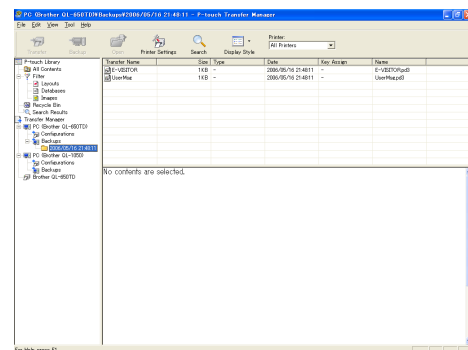 PC (Brother QL-650TD)¥Backups¥2006/05/16 21:48:11 - P-touch Transfer Manager
File Edit View Tool Help
Printer:
Transfer Backup Open Printer Settings Search Display Style All Printers
P-touch Library
All Contents
Filter
Layouts
Databases
Images
Recycle Bin
Search Results
Transfer Manager
PC (Brother QL-650TD)
Configurations
Backups
2006/05/16 21:48:11
PC (Brother QL-1050)
Configurations
Backups
Brother QL-650TD
Transfer Name Size Type Date Key Assign Name
E-VISITOR 1KB - 2006/05/16 21:48:11 - E-VISITOR.pd3
UserMap 1KB - 2006/05/16 21:48:11 - UserMap.pd3
No contents are selected.
For Help, press F1